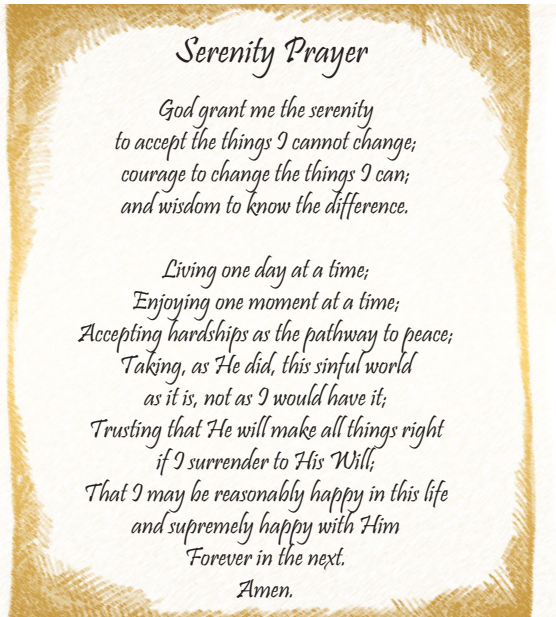 Serenity Prayer
God grant me the serenity
to accept the things I cannot change;
courage to change the things I can;
and wisdom to know the difference.
Living one day at a time;
Enjoying one moment at a time;
Accepting hardships as the pathway to peace;
Taking, as He did, this sinful world
as it is, not as I would have it;
Trusting that He will make all things right
if I surrender to His Will;
That I may be reasonably happy in this life
and supremely happy with Him
Forever in the next.
Amen.